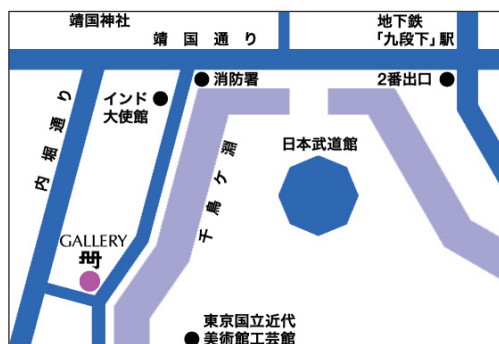 靖国神社
靖国通り
地下鉄
「九段下」駅
消防署
2番出口
インド
大使館
内堀通り
日本武道館
千鳥ケ淵
GALLERY
東京国立近代
美術館工芸館